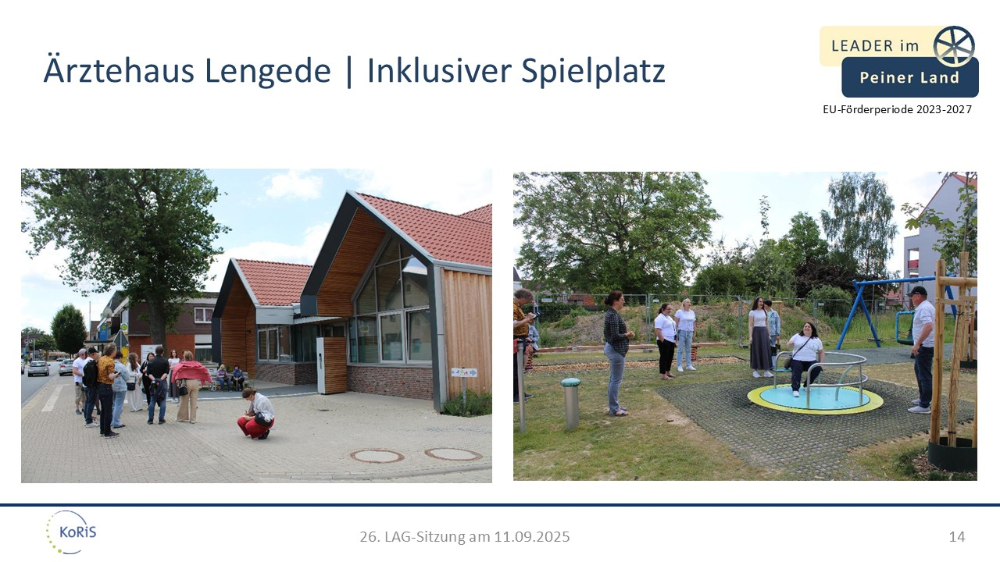 Ärztehaus Lengede | Inklusiver Spielplatz
LEADER im
Peiner Land
EU-Förderperiode 2023-2027
KoRiS
26. LAG-Sitzung am 11.09.2025
14